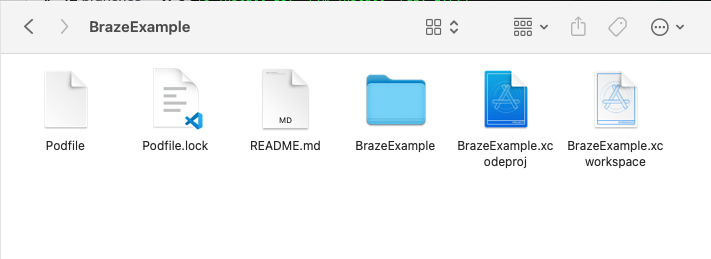 BrazeExample
MD
Podfile
Podfile.lock
README.md
BrazeExample
BrazeExample.xc
odeproj
BrazeExample.xc
workspace